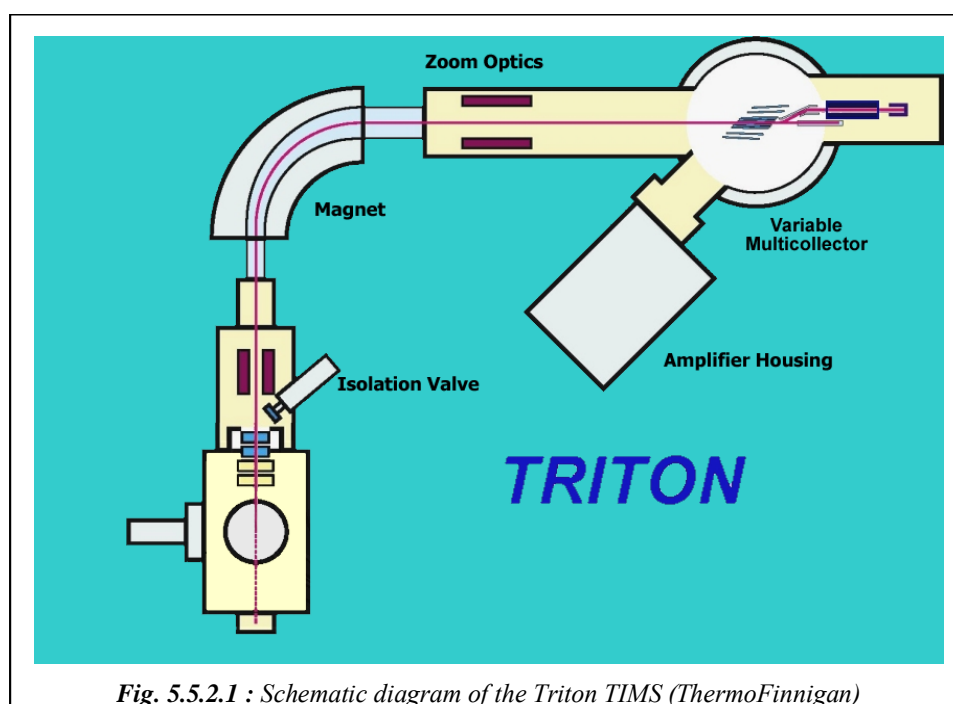 Zoom Optics
Magnet
Variable
Multicollector
Isolation Valve
Amplifier Housing
TRITON
Fig. 5.5.2.1 : Schematic diagram of the Triton TIMS (ThermoFinnigan)